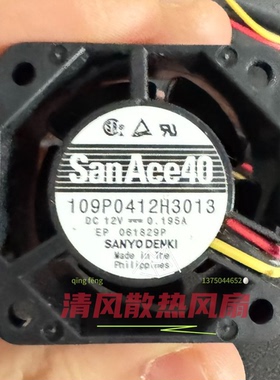 SanAce40
109P0412H3013
DC 12V ⎓ 0.195A
EP 061829P
SANYO DENKI
Made in the
Philippines
qing feng
1375044652
清风散热风扇